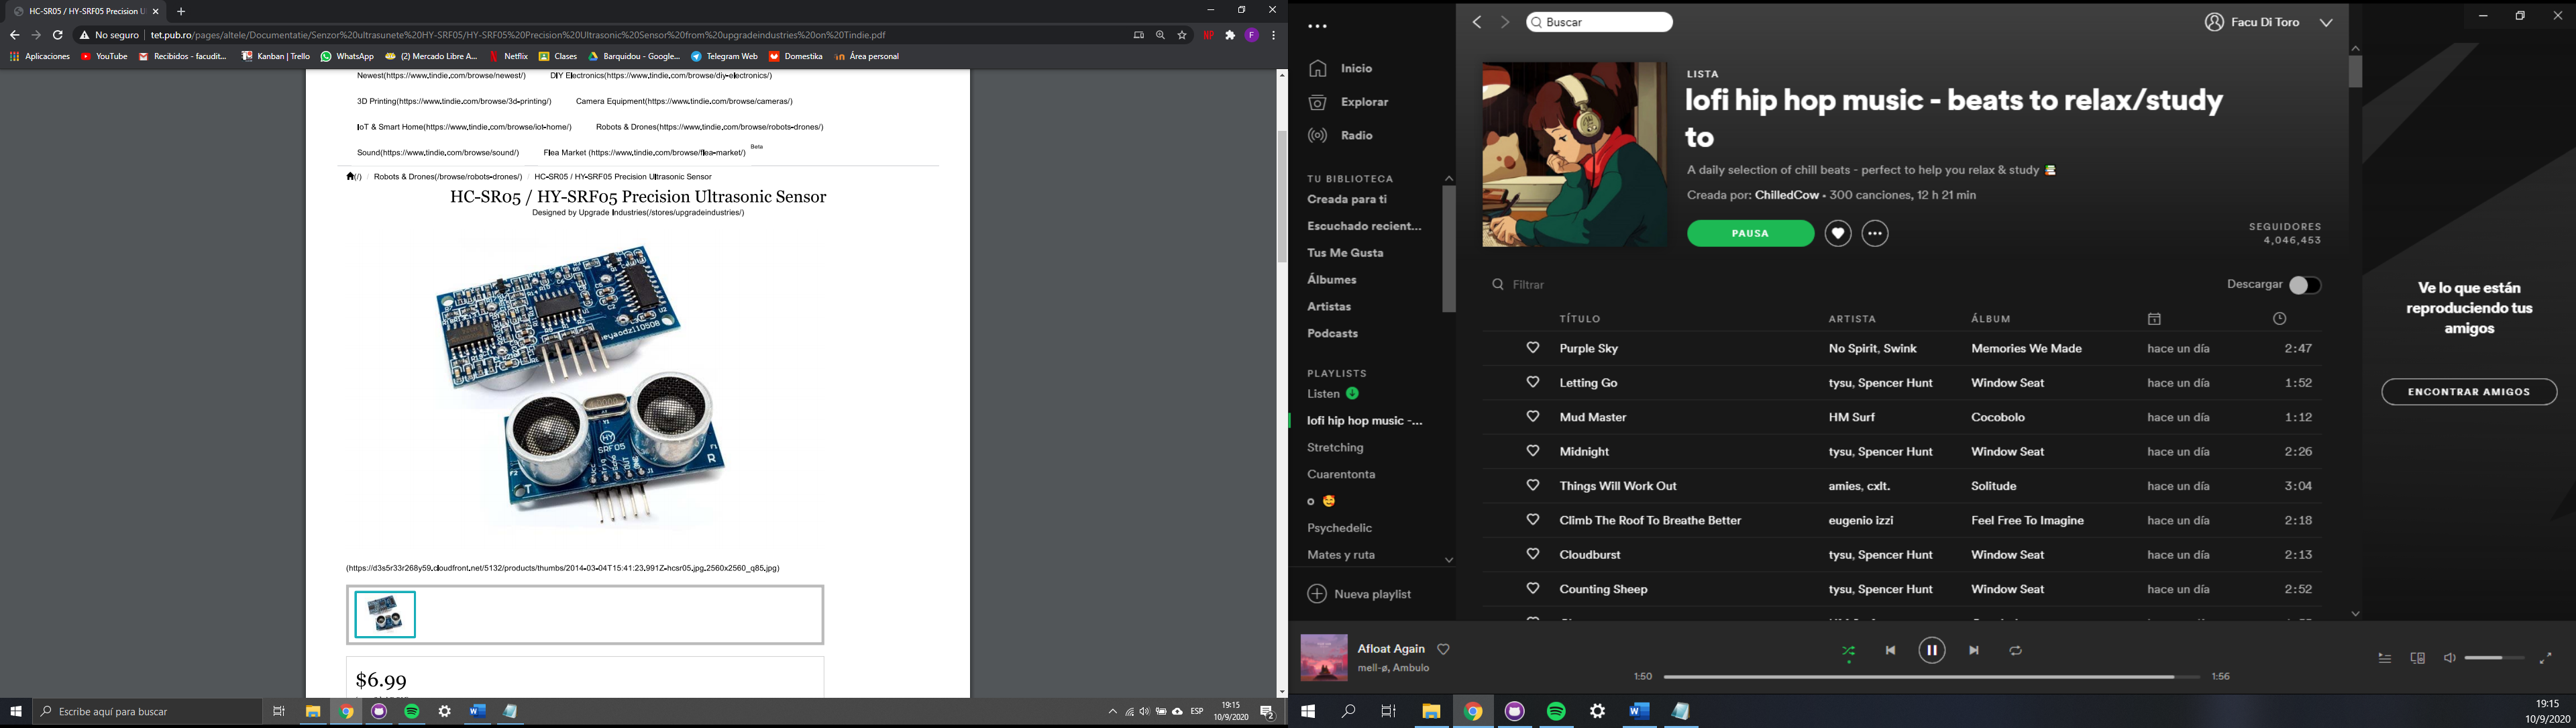 HC-SR05 / HY-SRF05 Precision U
No seguro | tet.pub.ro/pages/altele/Documentatie/Senzor%20ultrasunete%20HY-SRF05/HY-SRF05%20Precision%20Ultrasonic%20Sensor%20from%20upgradeindustries%20on%20Tindie.pdf
Aplicaciones YouTube Recibidos - facudit... Kanban | Trello WhatsApp (2) Mercado Libre A... Netflix Clases Barquidou - Google... Telegram Web Domestika Área personal
Newest(https://www.tindie.com/browse/newest/) DIY Electronics(https://www.tindie.com/browse/diy-electronics/)
3D Printing(https://www.tindie.com/browse/3d-printing/) Camera Equipment(https://www.tindie.com/browse/cameras/)
IoT & Smart Home(https://www.tindie.com/browse/iot-home/) Robots & Drones(https://www.tindie.com/browse/robots-drones/)
Sound(https://www.tindie.com/browse/sound/) Flea Market (https://www.tindie.com/browse/flea-market/) Beta
(/) / Robots & Drones(/browse/robots-drones/) / HC-SR05 / HY-SRF05 Precision Ultrasonic Sensor
HC-SR05 / HY-SRF05 Precision Ultrasonic Sensor
Designed by Upgrade Industries(/stores/upgradeindustries/)
HY
SRF05
T
R
(https://d3s5r33r268y59.cloudfront.net/5132/products/thumbs/2014-03-04T15:41:23.991Z-hcsr05.jpg.2560x2560_q85.jpg)
$6.99
Escribe aquí para buscar
ESP
19:15
10/9/2020
2
Buscar
Facu Di Toro
Inicio
Explorar
Radio
TU BIBLIOTECA
Creada para ti
Escuchado recient...
Tus Me Gusta
Álbumes
Artistas
Podcasts
PLAYLISTS
Listen
lofi hip hop music -...
Stretching
Cuarentonta
o 🥰
Psychedelic
Mates y ruta
Nueva playlist
LISTA
lofi hip hop music - beats to relax/study
to
A daily selection of chill beats - perfect to help you relax & study 📚
Creada por: ChilledCow • 300 canciones, 12 h 21 min
PAUSA
SEGUIDORES
4,046,453
Filtrar
Descargar
TÍTULO ARTISTA ÁLBUM
Purple Sky No Spirit, Swink Memories We Made hace un día 2:47
Letting Go tysu, Spencer Hunt Window Seat hace un día 1:52
Mud Master HM Surf Cocobolo hace un día 1:12
Midnight tysu, Spencer Hunt Window Seat hace un día 2:26
Things Will Work Out amies, cxlt. Solitude hace un día 3:04
Climb The Roof To Breathe Better eugenio izzi Feel Free To Imagine hace un día 2:18
Cloudburst tysu, Spencer Hunt Window Seat hace un día 2:13
Counting Sheep tysu, Spencer Hunt Window Seat hace un día 2:52
Ve lo que están
reproduciendo tus
amigos
ENCONTRAR AMIGOS
Afloat Again
mell-ø, Ambulo
1:50
1:56
19:15
10/9/2020